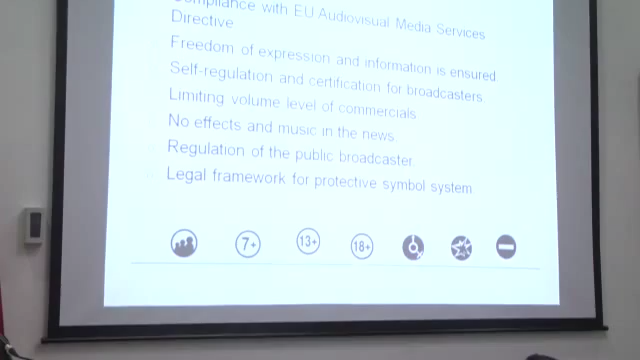 Compliance with EU Audiovisual Media Services
Directive
Freedom of expression and information is ensured
Self-regulation and certification for broadcasters.
Limiting volume level of commercials
No effects and music in the news.
Regulation of the public broadcaster
Legal framework for protective symbol system
7+ 13+ 18+